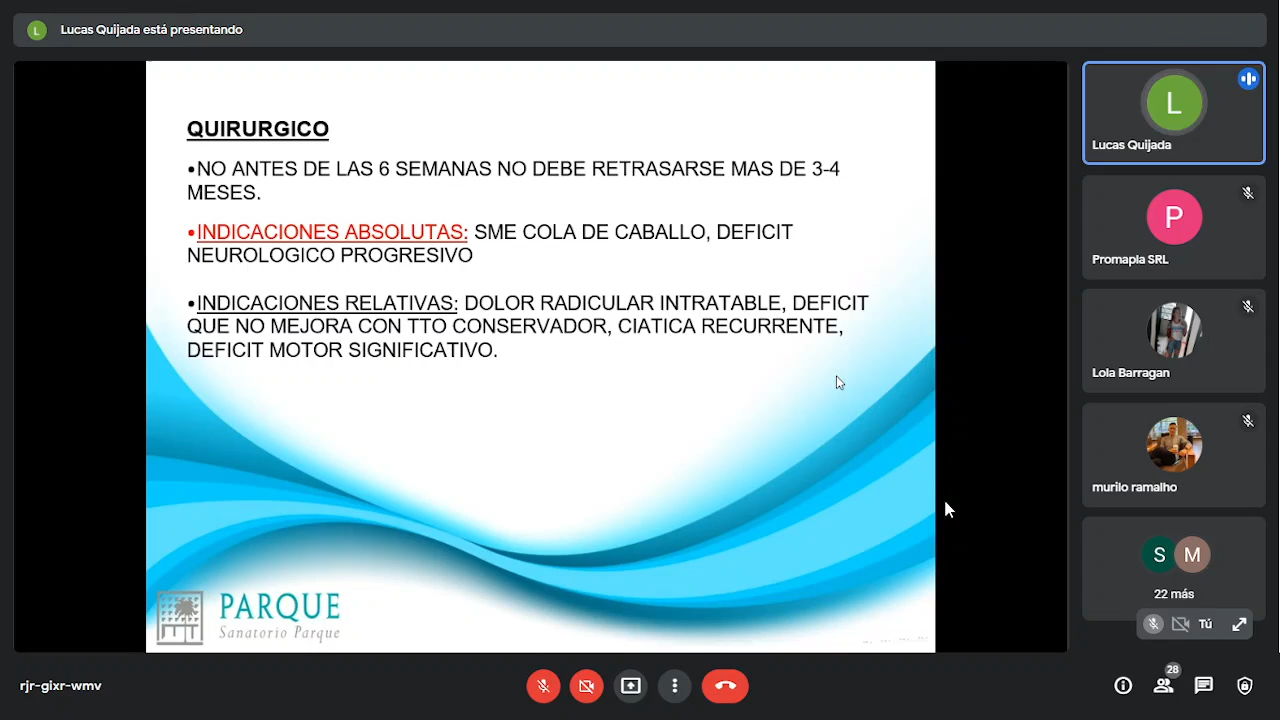 L
Lucas Quijada está presentando
QUIRURGICO
•NO ANTES DE LAS 6 SEMANAS NO DEBE RETRASARSE MAS DE 3-4
MESES.
•INDICACIONES ABSOLUTAS: SME COLA DE CABALLO, DEFICIT
NEUROLOGICO PROGRESIVO
•INDICACIONES RELATIVAS: DOLOR RADICULAR INTRATABLE, DEFICIT
QUE NO MEJORA CON TTO CONSERVADOR, CIATICA RECURRENTE,
DEFICIT MOTOR SIGNIFICATIVO.
PARQUE
Sanatorio Parque
L
Lucas Quijada
P
Promapla SRL
Lola Barragan
murilo ramalho
S M
22 más
Tú
rjr-gixr-wmv
28